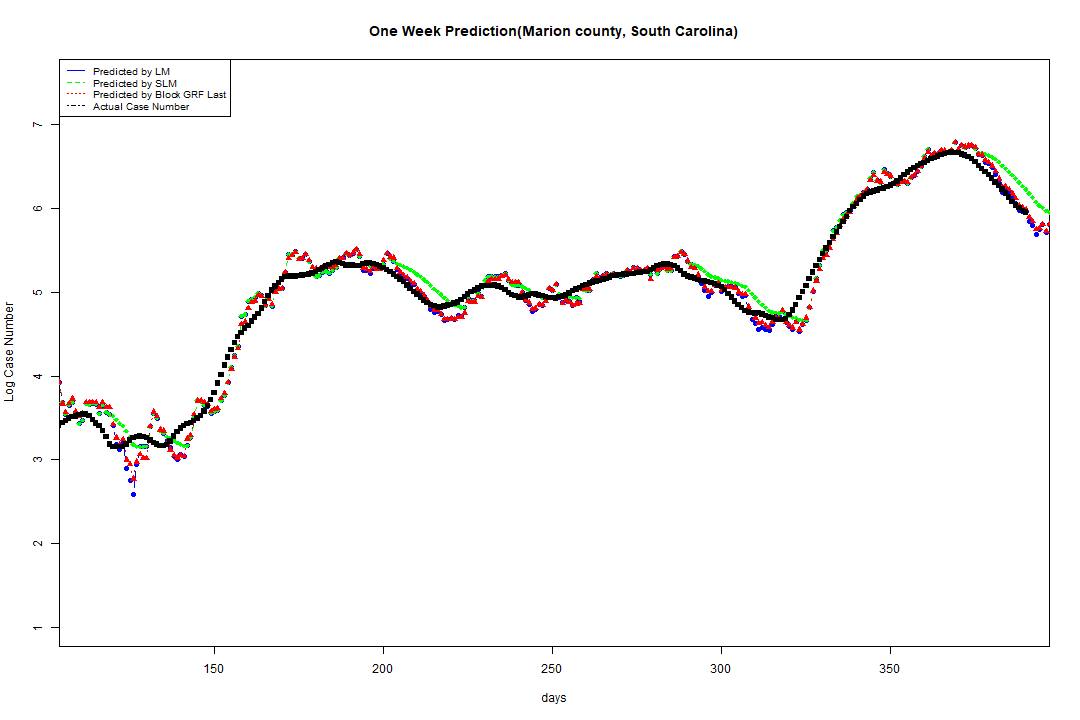 One Week Prediction(Marion county, South Carolina)
Predicted by LM
Predicted by SLM
Predicted by Block GRF Last
Actual Case Number
Log Case Number
7
6
5
4
3
2
1
150 200 250 300 350
days